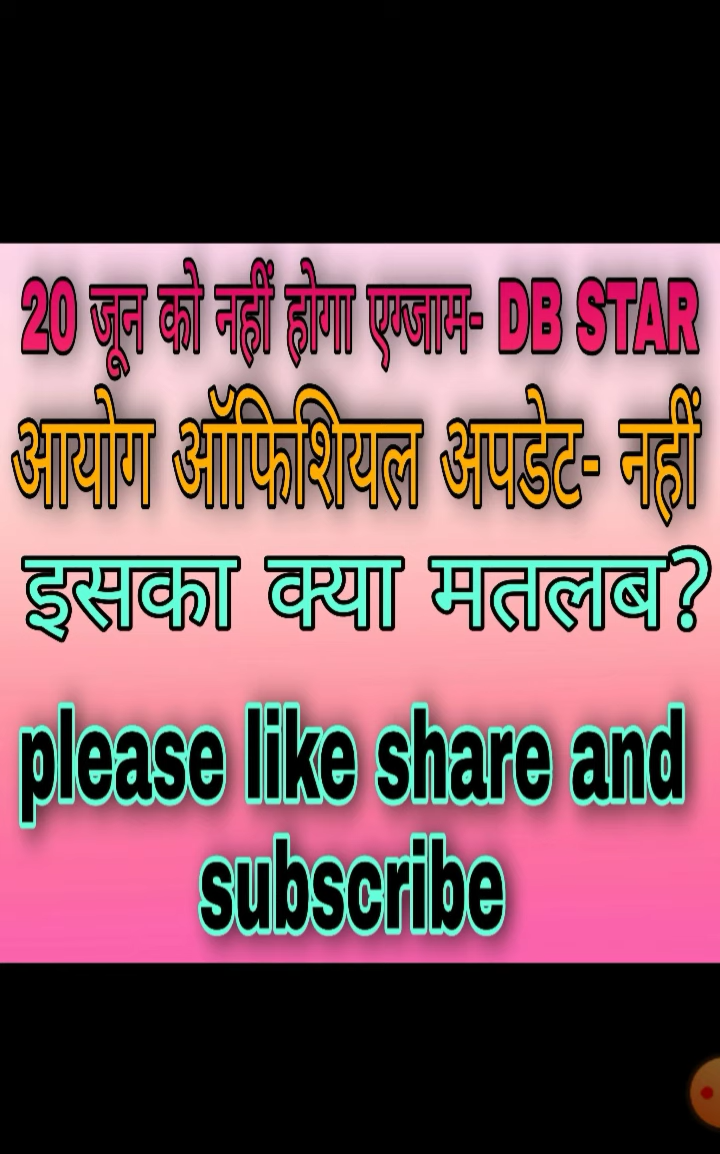 20 जून को नहीं होगा एग्जाम- DB STAR
आयोग ऑफिशियल अपडेट- नहीं
इसका क्या मतलब?
please like share and
subscribe